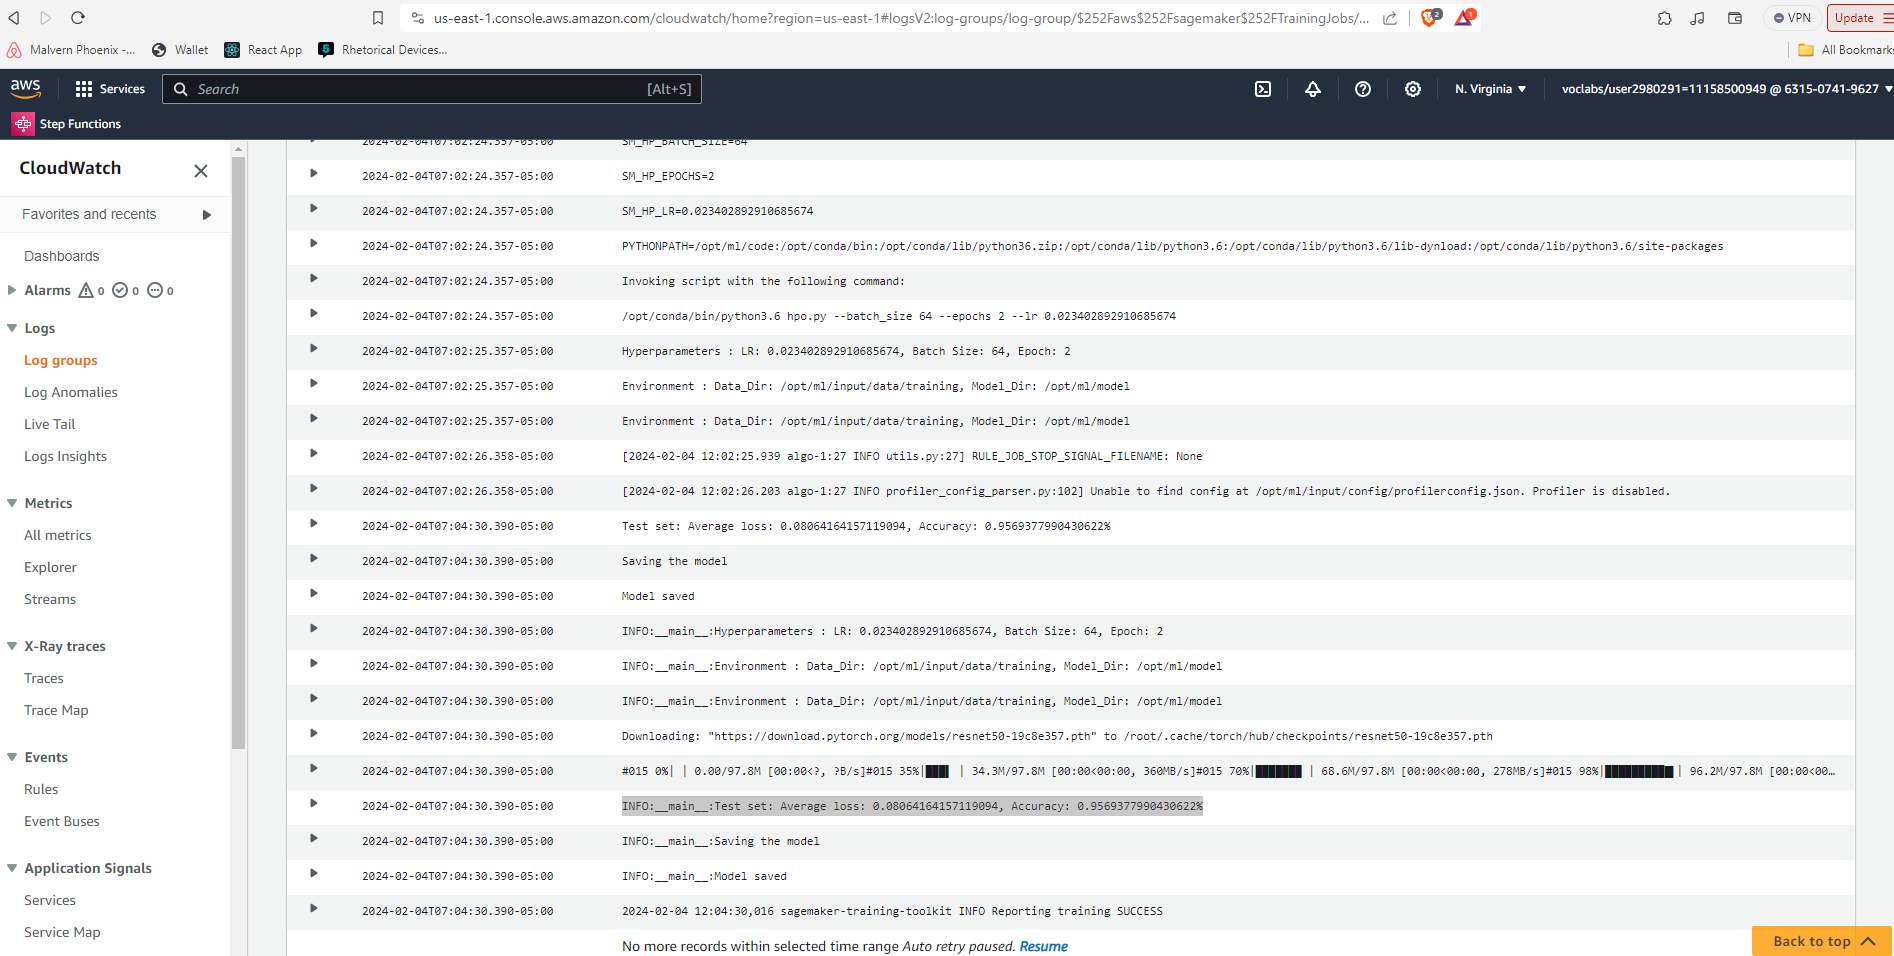 us-east-1.console.aws.amazon.com/cloudwatch/home?region=us-east-1#logsV2:log-groups/log-group/$252Faws$252Fsagemaker$252FTrainingJobs/...
2
1
VPN
Update
Malvern Phoenix -...
Wallet
React App
Rhetorical Devices...
All Bookmarks
aws
Services
Search
[Alt+S]
N. Virginia
voclabs/user2980291=11158500949 @ 6315-0741-9627
Step Functions
CloudWatch
Favorites and recents
Dashboards
Alarms 0 0 0
Logs
Log groups
Log Anomalies
Live Tail
Logs Insights
Metrics
All metrics
Explorer
Streams
X-Ray traces
Traces
Trace Map
Events
Rules
Event Buses
Application Signals
Services
Service Map
2024-02-04T07:02:24.357-05:00 SM_HP_BATCH_SIZE=64
2024-02-04T07:02:24.357-05:00 SM_HP_EPOCHS=2
2024-02-04T07:02:24.357-05:00 SM_HP_LR=0.023402892910685674
2024-02-04T07:02:24.357-05:00 PYTHONPATH=/opt/ml/code:/opt/conda/bin:/opt/conda/lib/python36.zip:/opt/conda/lib/python3.6:/opt/conda/lib/python3.6/lib-dynload:/opt/conda/lib/python3.6/site-packages
2024-02-04T07:02:24.357-05:00 Invoking script with the following command:
2024-02-04T07:02:24.357-05:00 /opt/conda/bin/python3.6 hpo.py --batch_size 64 --epochs 2 --lr 0.023402892910685674
2024-02-04T07:02:25.357-05:00 Hyperparameters : LR: 0.023402892910685674, Batch Size: 64, Epoch: 2
2024-02-04T07:02:25.357-05:00 Environment : Data_Dir: /opt/ml/input/data/training, Model_Dir: /opt/ml/model
2024-02-04T07:02:25.357-05:00 Environment : Data_Dir: /opt/ml/input/data/training, Model_Dir: /opt/ml/model
2024-02-04T07:02:26.358-05:00 [2024-02-04 12:02:25.939 algo-1:27 INFO utils.py:27] RULE_JOB_STOP_SIGNAL_FILENAME: None
2024-02-04T07:02:26.358-05:00 [2024-02-04 12:02:26.203 algo-1:27 INFO profiler_config_parser.py:102] Unable to find config at /opt/ml/input/config/profilerconfig.json. Profiler is disabled.
2024-02-04T07:04:30.390-05:00 Test set: Average loss: 0.08064164157119094, Accuracy: 0.9569377990430622%
2024-02-04T07:04:30.390-05:00 Saving the model
2024-02-04T07:04:30.390-05:00 Model saved
2024-02-04T07:04:30.390-05:00 INFO:__main__:Hyperparameters : LR: 0.023402892910685674, Batch Size: 64, Epoch: 2
2024-02-04T07:04:30.390-05:00 INFO:__main__:Environment : Data_Dir: /opt/ml/input/data/training, Model_Dir: /opt/ml/model
2024-02-04T07:04:30.390-05:00 INFO:__main__:Environment : Data_Dir: /opt/ml/input/data/training, Model_Dir: /opt/ml/model
2024-02-04T07:04:30.390-05:00 Downloading: "https://download.pytorch.org/models/resnet50-19c8e357.pth" to /root/.cache/torch/hub/checkpoints/resnet50-19c8e357.pth
2024-02-04T07:04:30.390-05:00 #015 0%| | 0.00/97.8M [00:00<?, ?B/s]#015 35%|███▌ | 34.3M/97.8M [00:00<00:00, 360MB/s]#015 70%|███████ | 68.6M/97.8M [00:00<00:00, 278MB/s]#015 98%|█████████▊| 96.2M/97.8M [00:00<00…
2024-02-04T07:04:30.390-05:00 INFO:__main__:Test set: Average loss: 0.08064164157119094, Accuracy: 0.9569377990430622%
2024-02-04T07:04:30.390-05:00 INFO:__main__:Saving the model
2024-02-04T07:04:30.390-05:00 INFO:__main__:Model saved
2024-02-04T07:04:30.390-05:00 2024-02-04 12:04:30,016 sagemaker-training-toolkit INFO Reporting training SUCCESS
No more records within selected time range Auto retry paused. Resume
Back to top